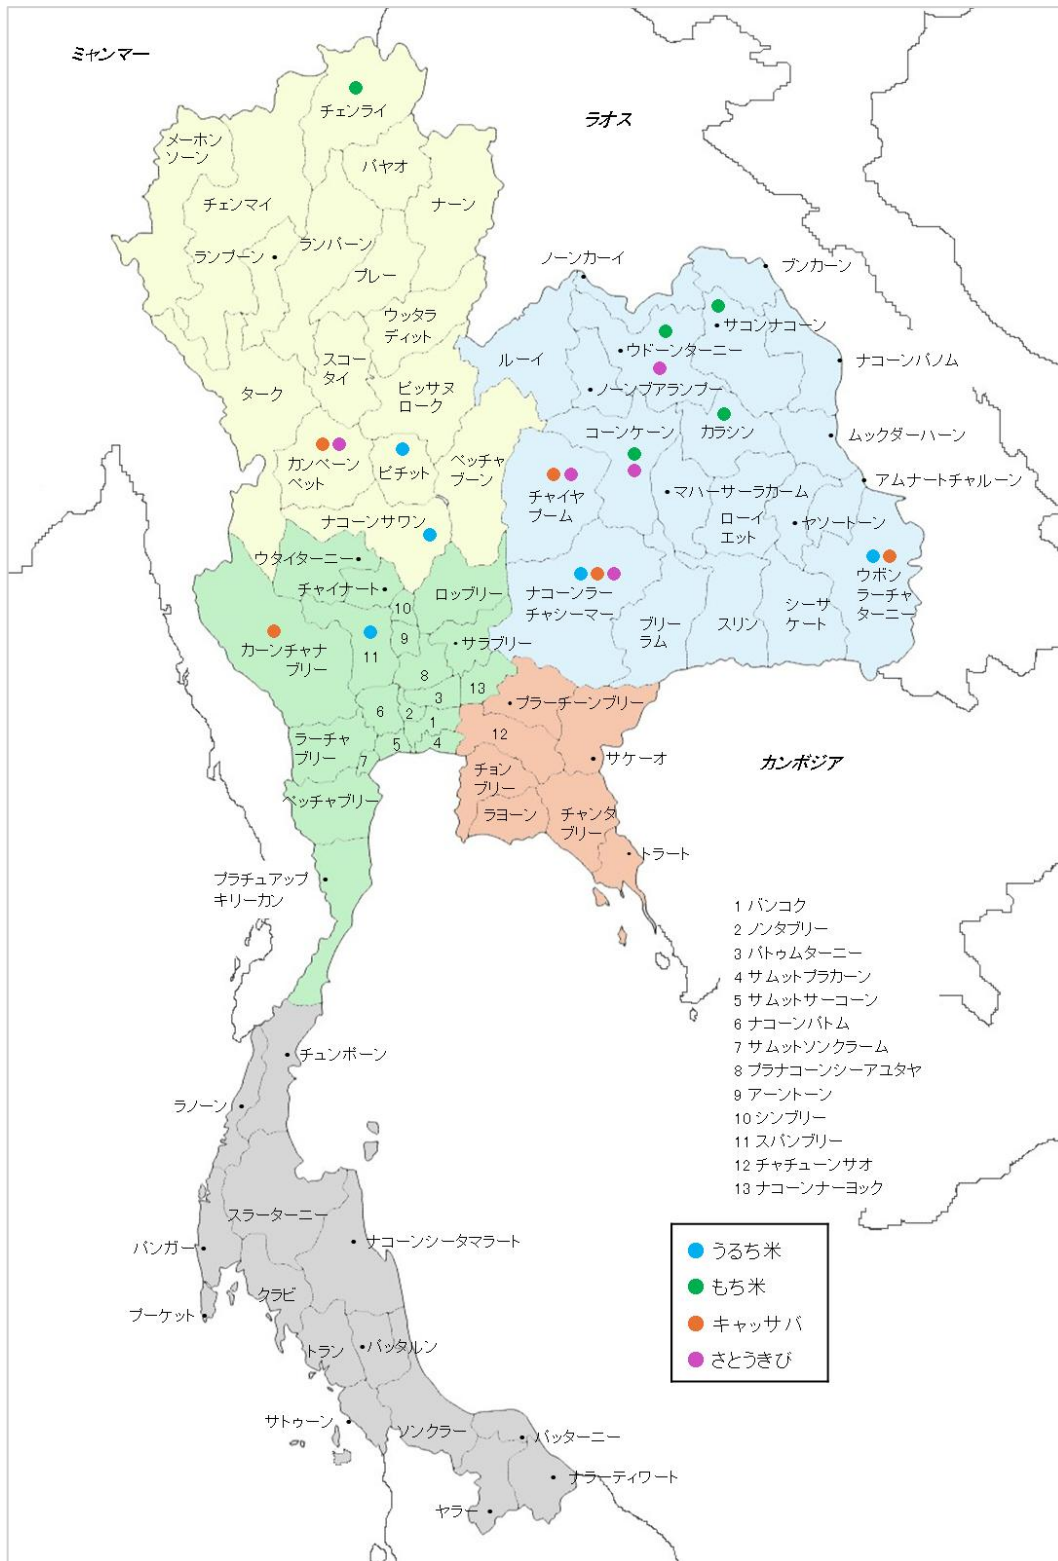 ミャンマー
チェンライ
ラオス
メーホン
ソーン
パヤオ
チェンマイ
ナーン
ランプーン
ランパーン
プレー
ノーンカーイ
ブンカーン
ウッタラ
ディット
サコンナコーン
スコー
タイ
ルーイ
ウドーンターニー
ナコーンパノム
ターク
ピッサヌ
ローク
ノーンブアランプー
コーンケーン
カラシン
ムックダーハーン
カンペーン
ペット
ピチット
ペッチャ
ブーン
チャイヤ
プーム
マハーサーラカーム
アムナートチャルーン
ナコーンサワン
ローイ
エット
ヤソートーン
ウタイターニー
チャイナート
ロッブリー
ナコーンラー
チャシーマー
ウボン
ラーチャ
ターニー
10
シーサ
ケート
カーンチャナ
ブリー
11
9
サラブリー
ブリー
ラム
スリン
8
13
6
2
3
1
プラーチーンブリー
12
ラーチャ
ブリー
7
5
4
サケーオ
カンボジア
チョン
ブリー
ペッチャブリー
ラヨーン
チャンタ
ブリー
トラート
プラチュアップ
キリーカン
1 バンコク
2 ノンタブリー
3 パトゥムターニー
4 サムットプラカーン
5 サムットサーコーン
6 ナコーンパトム
7 サムットソンクラーム
8 プラナコーンシーアユタヤ
9 アーントーン
10 シンブリー
11 スパンブリー
12 チャチューンサオ
13 ナコーンナーヨック
チュンポーン
ラノーン
スラーターニー
パンガー
ナコーンシータマラート
クラビ
プーケット
トラン
パッタルン
サトゥーン
ソンクラー
パッターニー
ナラーティワート
ヤラー
うるち米
もち米
キャッサバ
さとうきび